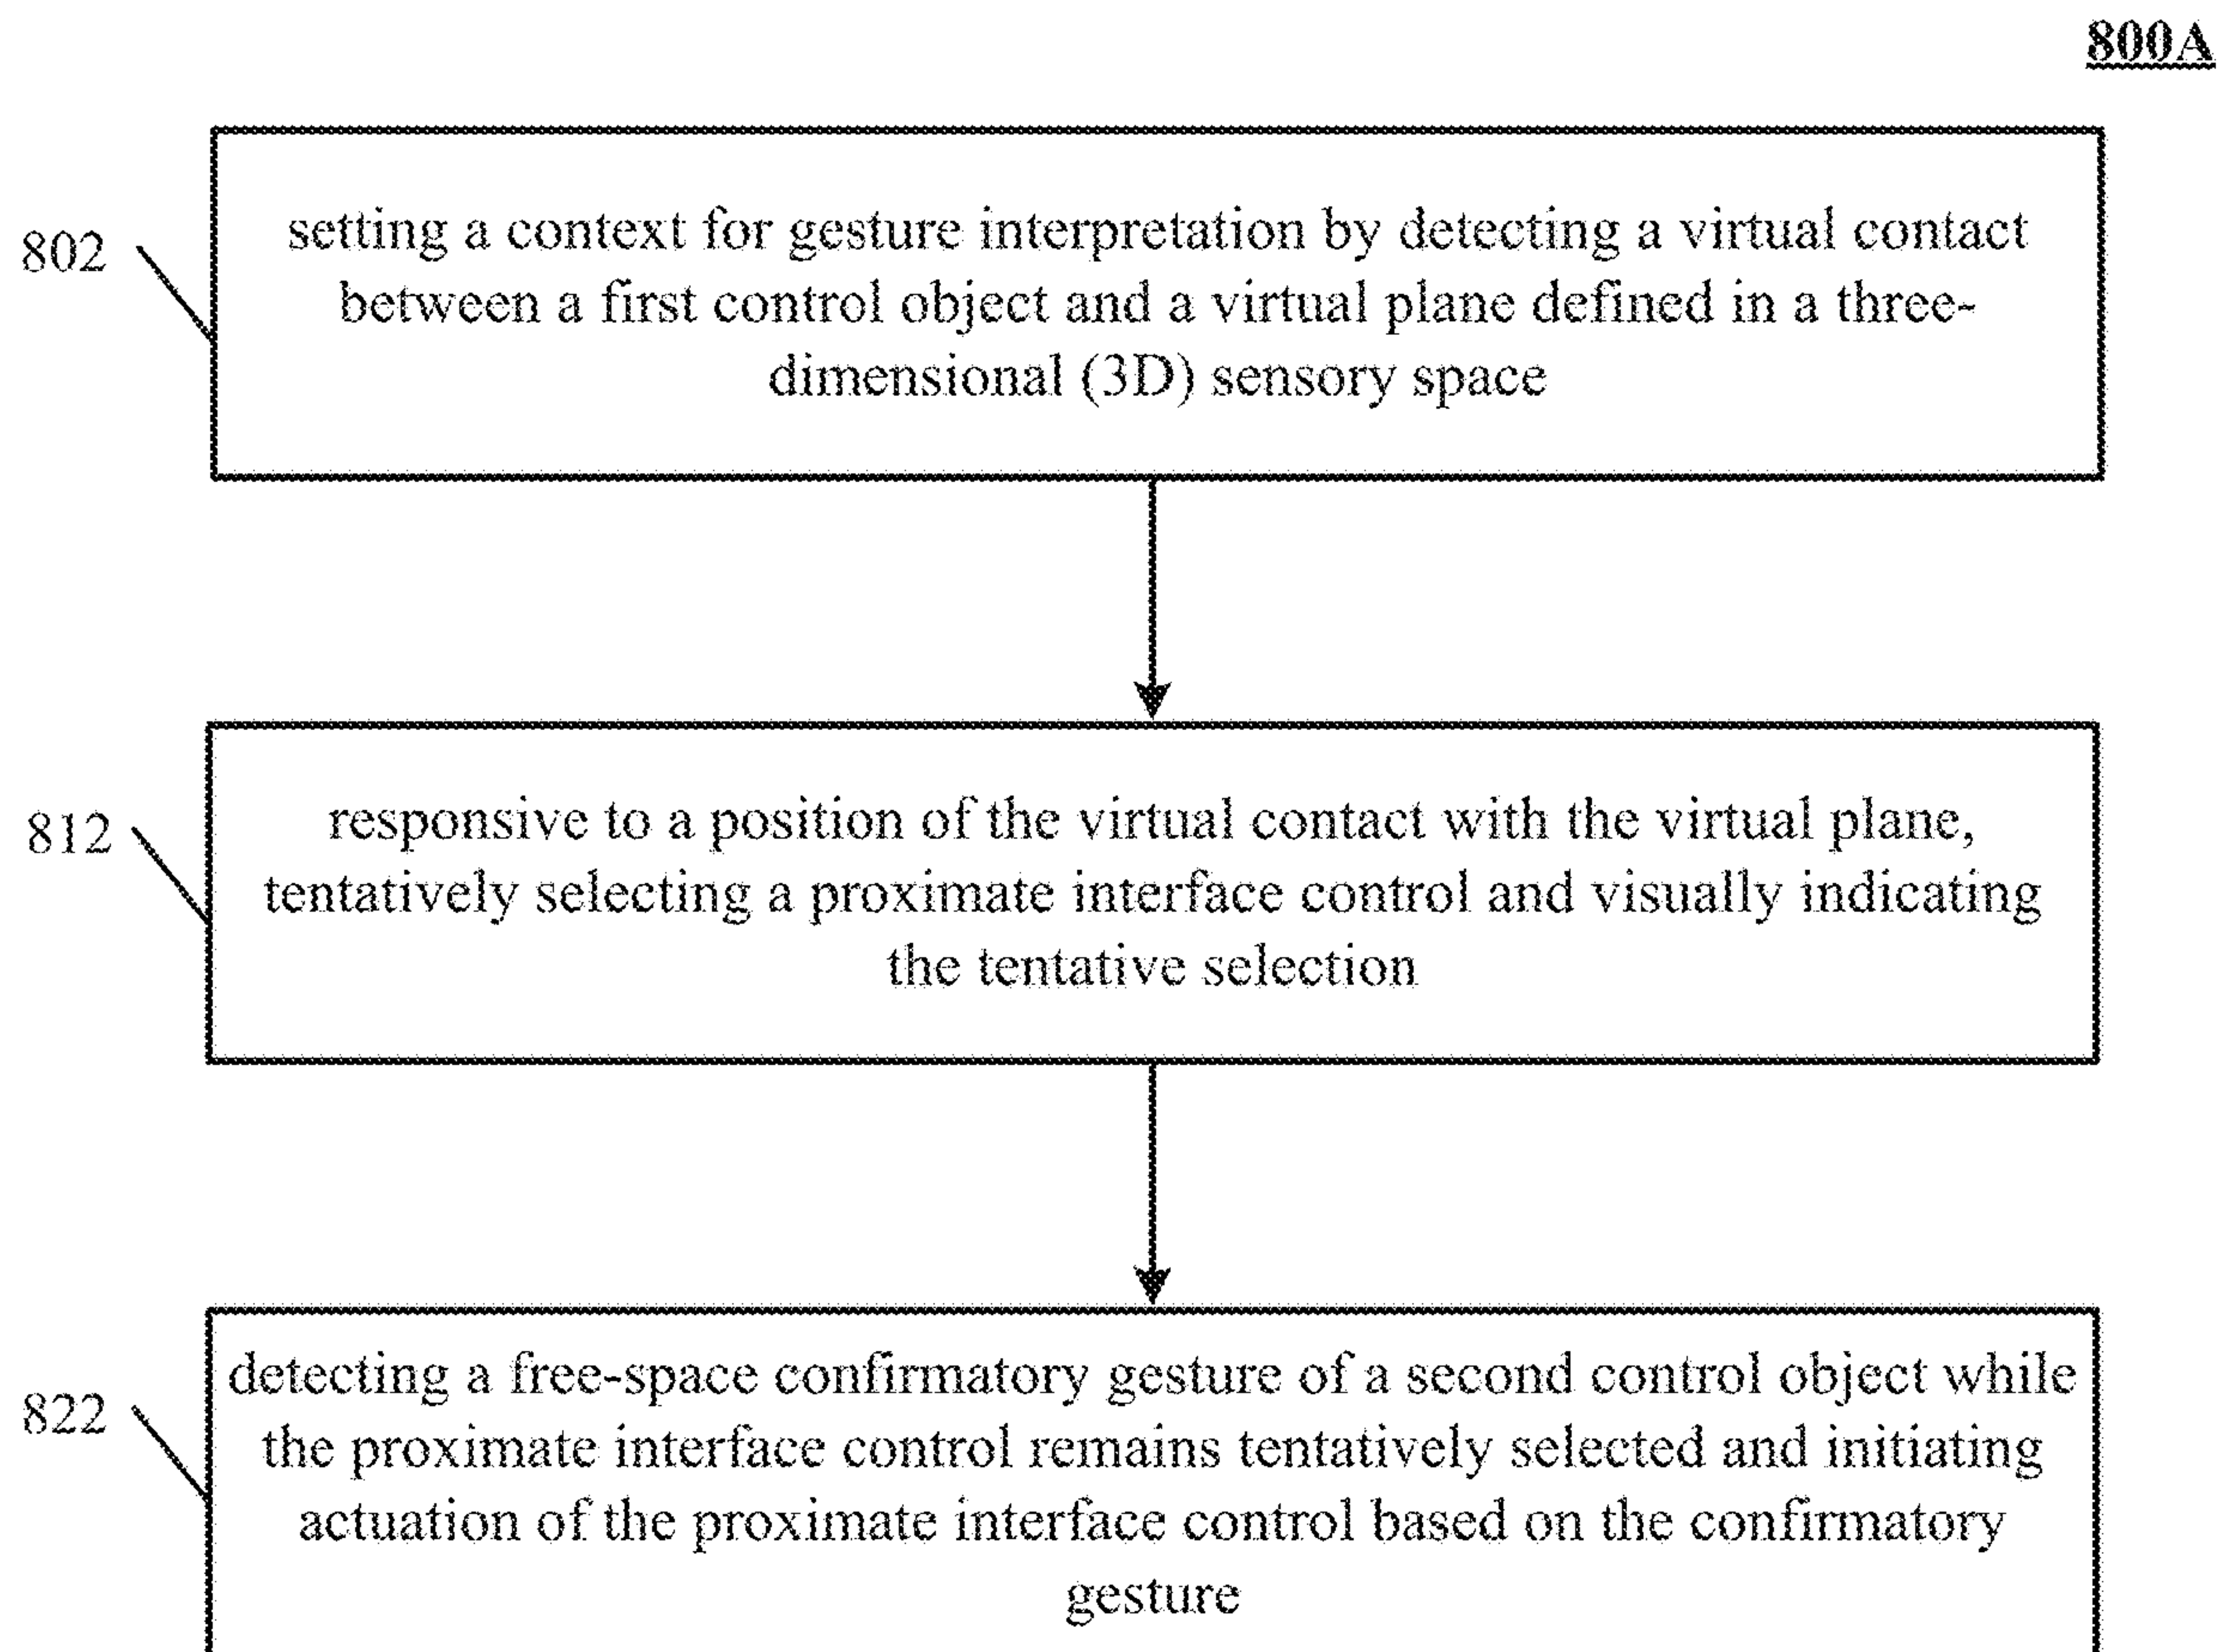 800A
802
setting a context for gesture interpretation by detecting a virtual contact
between a first control object and a virtual plane defined in a three-
dimensional (3D) sensory space
812
responsive to a position of the virtual contact with the virtual plane,
tentatively selecting a proximate interface control and visually indicating
the tentative selection
822
detecting a free-space confirmatory gesture of a second control object while
the proximate interface control remains tentatively selected and initiating
actuation of the proximate interface control based on the confirmatory
gesture